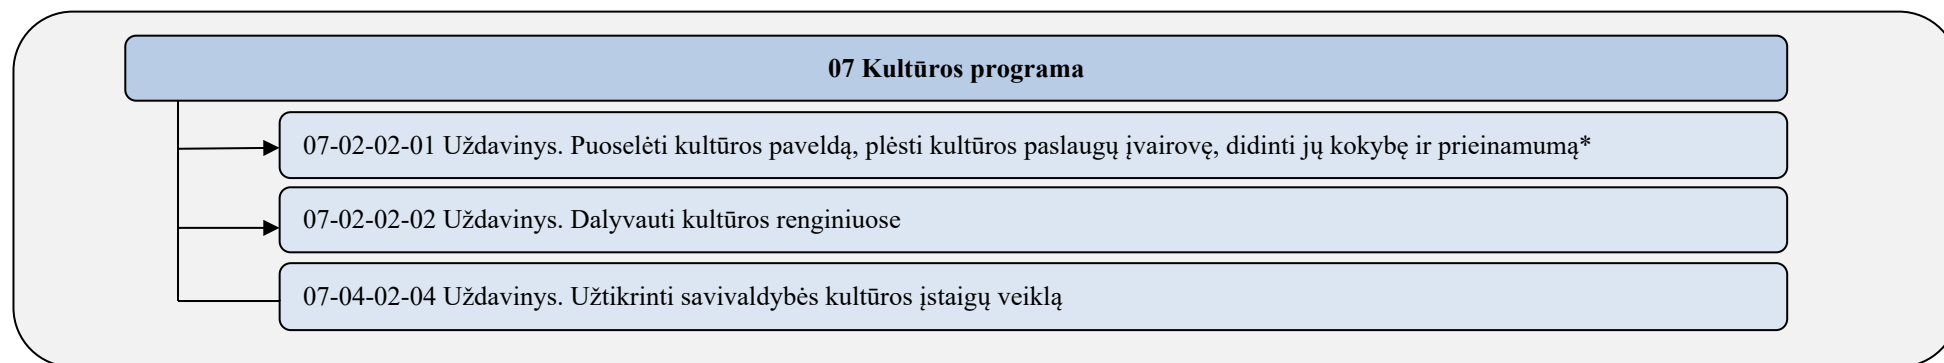 07 Kultūros programa
07-02-02-01 Uždavinys. Puoselėti kultūros paveldą, plėsti kultūros paslaugų įvairovę, didinti jų kokybę ir prieinamumą*
07-02-02-02 Uždavinys. Dalyvauti kultūros renginiuose
07-04-02-04 Uždavinys. Užtikrinti savivaldybės kultūros įstaigų veiklą